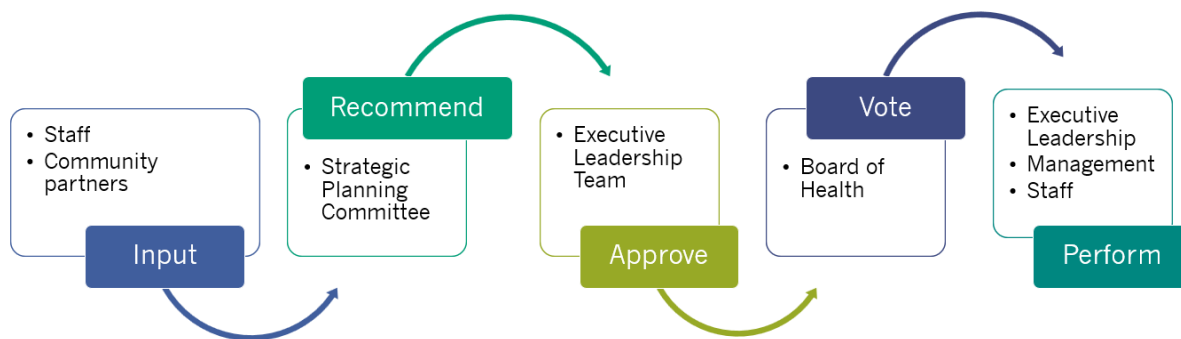 • Staff
• Community
partners
Input
Recommend
• Strategic
Planning
Committee
• Executive
Leadership
Team
Approve
Vote
• Board of
Health
• Executive
Leadership
• Management
• Staff
Perform